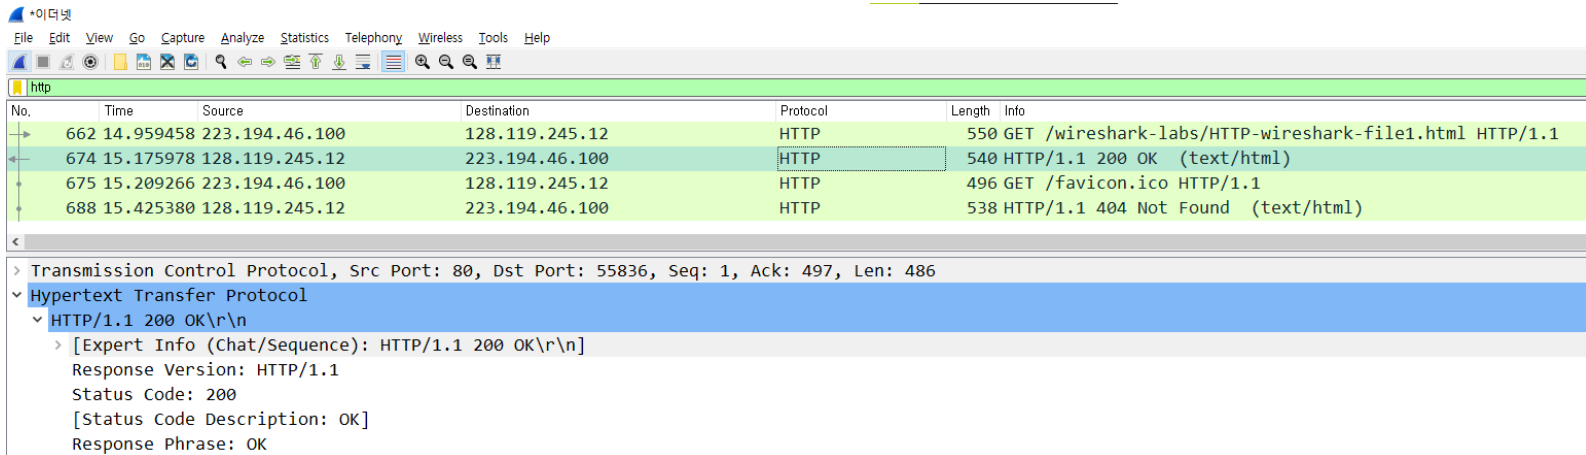 *이더넷
File Edit View Go Capture Analyze Statistics Telephony Wireless Tools Help
http
No. Time Source Destination Protocol Length Info
662 14.959458 223.194.46.100 128.119.245.12 HTTP 550 GET /wireshark-labs/HTTP-wireshark-file1.html HTTP/1.1
674 15.175978 128.119.245.12 223.194.46.100 HTTP 540 HTTP/1.1 200 OK (text/html)
675 15.209266 223.194.46.100 128.119.245.12 HTTP 496 GET /favicon.ico HTTP/1.1
688 15.425380 128.119.245.12 223.194.46.100 HTTP 538 HTTP/1.1 404 Not Found (text/html)
Transmission Control Protocol, Src Port: 80, Dst Port: 55836, Seq: 1, Ack: 497, Len: 486
Hypertext Transfer Protocol
HTTP/1.1 200 OK\r\n
[Expert Info (Chat/Sequence): HTTP/1.1 200 OK\r\n]
Response Version: HTTP/1.1
Status Code: 200
[Status Code Description: OK]
Response Phrase: OK